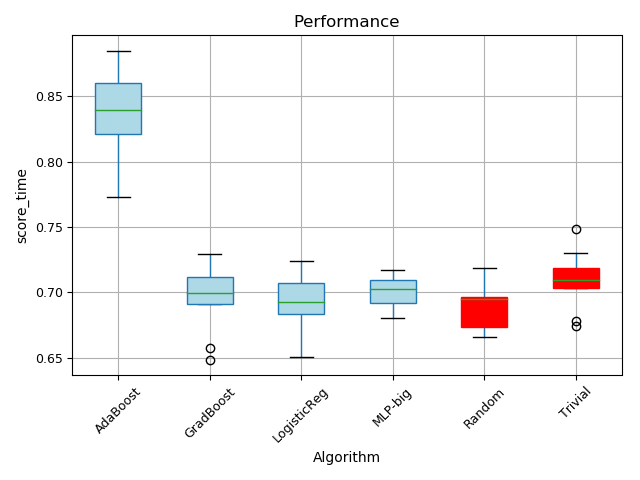 Performance
score_time
0.85
0.80
0.75
0.70
0.65
AdaBoost
GradBoost
LogisticReg
MLP-big
Random
Trivial
Algorithm